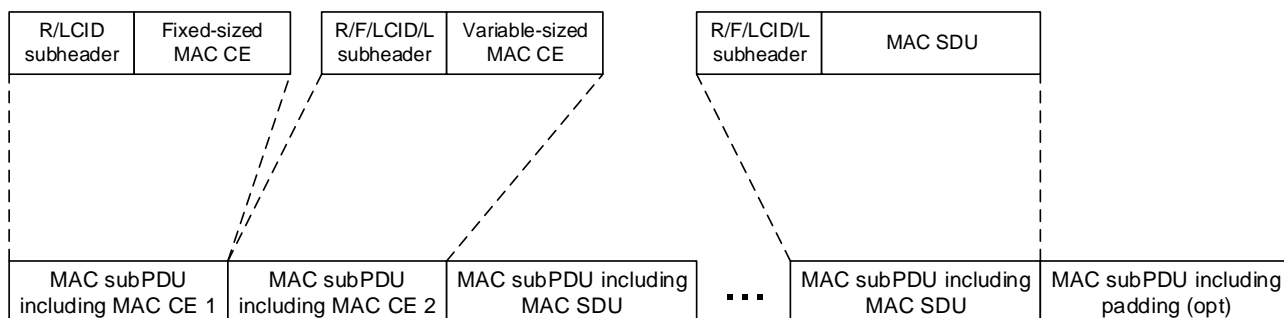 R/LCID
subheader
Fixed-sized
MAC CE
R/F/LCID/L
subheader
Variable-sized
MAC CE
R/F/LCID/L
subheader
MAC SDU
MAC subPDU
including MAC CE 1
MAC subPDU
including MAC CE 2
MAC subPDU including
MAC SDU
...
MAC subPDU including
MAC SDU
MAC subPDU including
padding (opt)